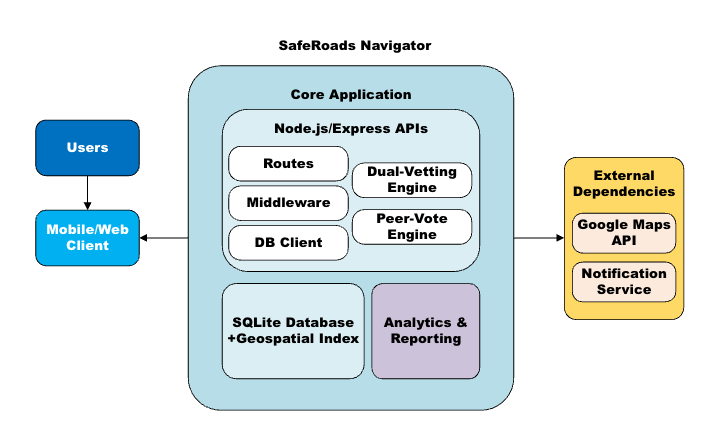 SafeRoads Navigator
Core Application
Node.js/Express APIs
Routes
Middleware
DB Client
Dual-Vetting
Engine
Peer-Vote
Engine
SQLite Database
+Geospatial Index
Analytics &
Reporting
Users
Mobile/Web
Client
External
Dependencies
Google Maps
API
Notification
Service